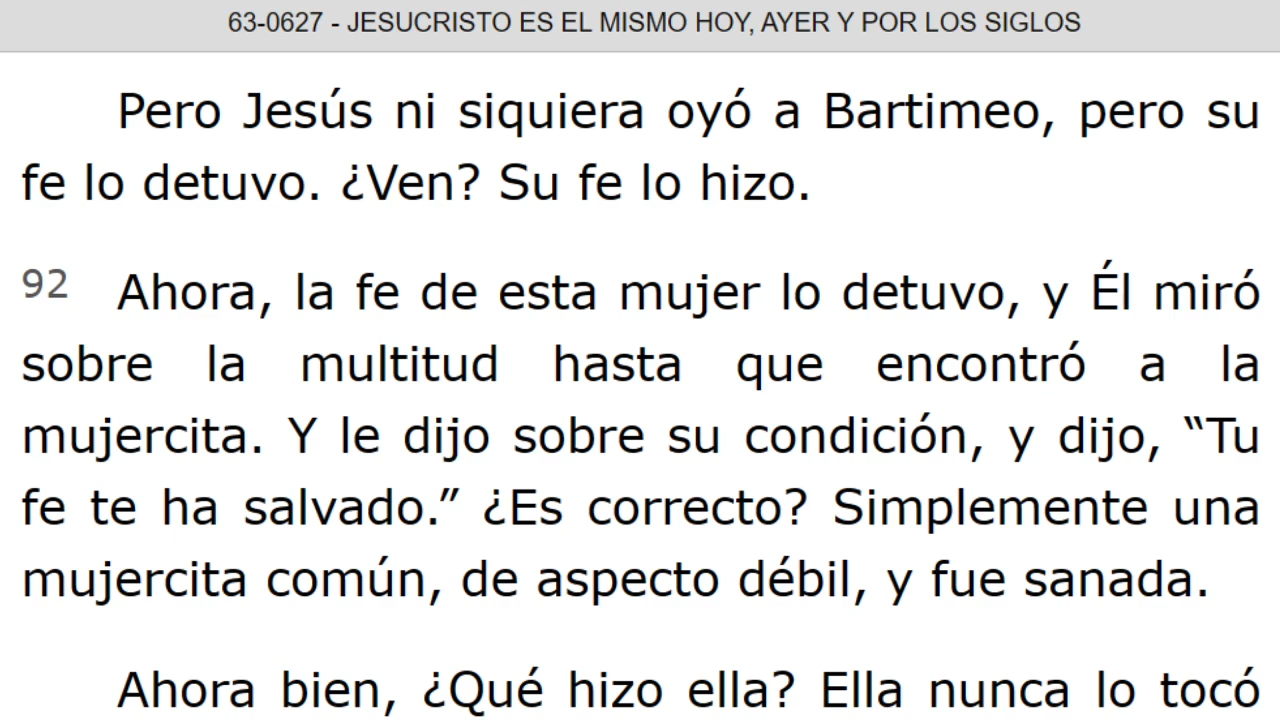 63-0627 - JESUCRISTO ES EL MISMO HOY, AYER Y POR LOS SIGLOS
Pero Jesús ni siquiera oyó a Bartimeo, pero su
fe lo detuvo. ¿Ven? Su fe lo hizo.
92 Ahora, la fe de esta mujer lo detuvo, y Él miró
sobre la multitud hasta que encontró a la
mujercita. Y le dijo sobre su condición, y dijo, “Tu
fe te ha salvado.” ¿Es correcto? Simplemente una
mujercita común, de aspecto débil, y fue sanada.
Ahora bien, ¿Qué hizo ella? Ella nunca lo tocó